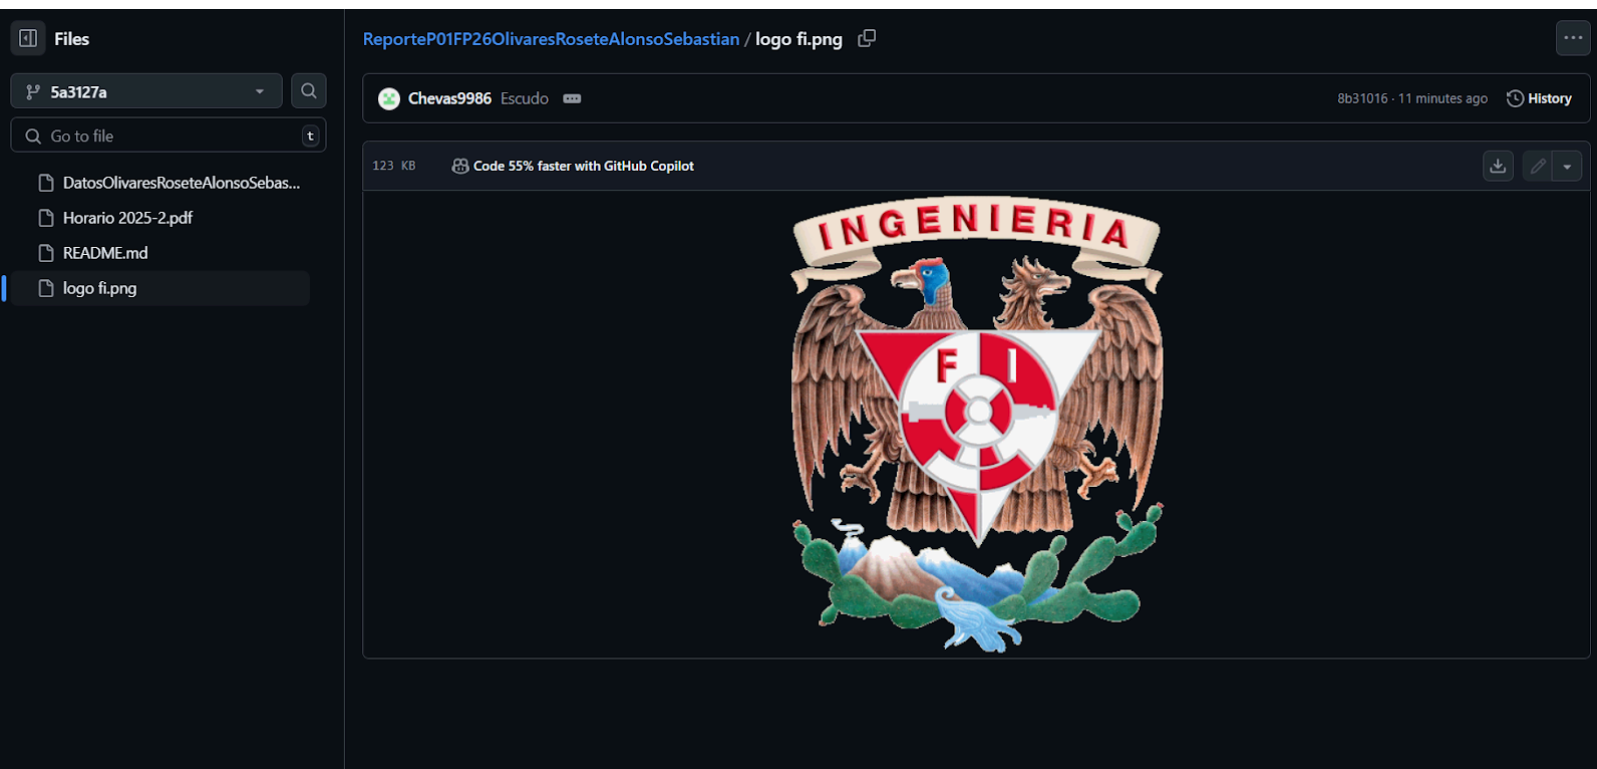 Files
5a3127a
Go to file
t
DatosOlivaresRoseteAlonsoSebas...
Horario 2025-2.pdf
README.md
logo fi.png
ReporteP01FP26OlivaresRoseteAlonsoSebastian / logo fi.png
Chevas9986 Escudo
8b31016 · 11 minutes ago
History
123 KB
Code 55% faster with GitHub Copilot
INGENIERIA
F I